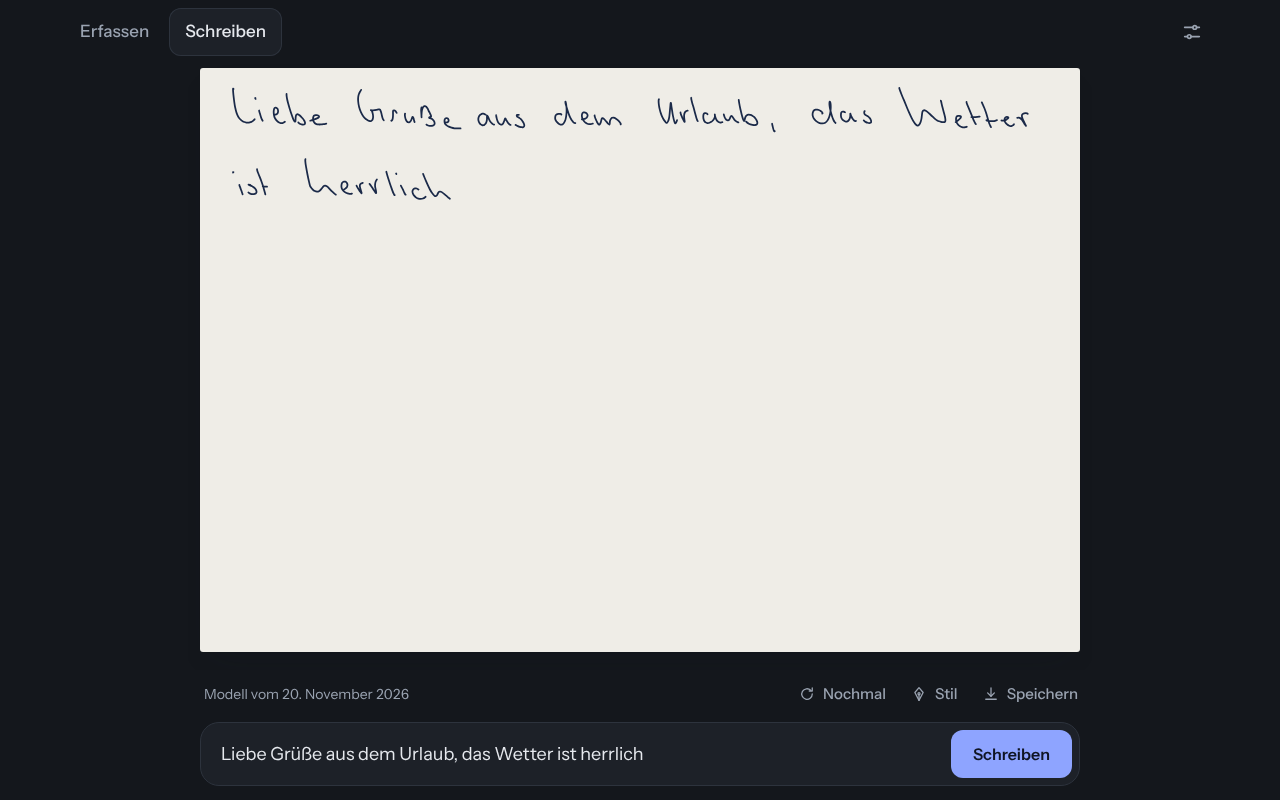 Erfassen Schreiben
Liebe Gruße aus dem Urlaub, das Wetter
ist herrlich
Modell vom 20. November 2026 Nochmal Stil Speichern
Liebe Grüße aus dem Urlaub, das Wetter ist herrlich Schreiben